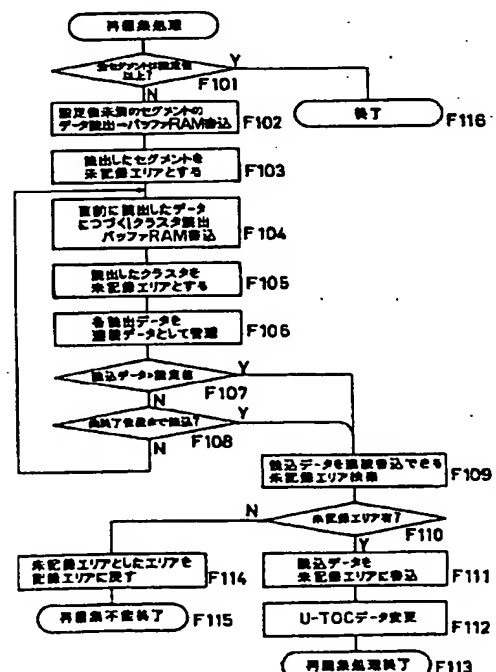 再編集処理
全セグメントは設定値
以上?
Y
F101
N
設定値未満のセグメントの
データ読出→バッファRAM書込
F102
終了
F116
読出したセグメントを
未記録エリアとする
F103
直前に読出したデータ
につづく1クラスタ読出
バッファRAM書込
F104
読出したクラスタを
未記録エリアとする
F105
各読出データを
連続データとして管理
F106
読込データ>設定値
Y
F107
N
曲終了位置まで読込?
Y
F108
N
読込データを連続書込できる
未記録エリア検索
F109
N
未記録エリア有?
F110
Y
未記録エリアとしたエリアを
記録エリアに戻す
F114
読込データを
未記録エリアに書込
F111
再編集不能終了
F115
U-TOCデータ変更
F112
再編集処理終了
F113